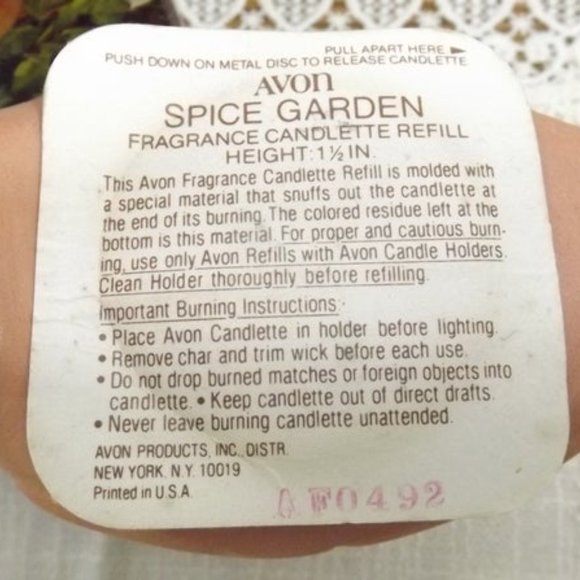 PULL APART HERE ►
PUSH DOWN ON METAL DISC TO RELEASE CANDLETTE
AVON
SPICE GARDEN
FRAGRANCE CANDLETTE REFILL
HEIGHT: 1½ IN.
This Avon Fragrance Candlette Refill is molded with
a special material that snuffs out the candlette at
the end of its burning. The colored residue left at the
bottom is this material. For proper and cautious burn-
ing, use only Avon Refills with Avon Candle Holders.
Clean Holder thoroughly before refilling.
Important Burning Instructions:
• Place Avon Candlette in holder before lighting.
• Remove char and trim wick before each use.
• Do not drop burned matches or foreign objects into
candlette. • Keep candlette out of direct drafts.
• Never leave burning candlette unattended.
AVON PRODUCTS, INC., DISTR.
NEW YORK, N.Y. 10019
Printed in U.S.A.
AF0492